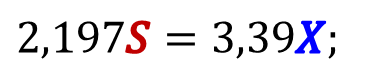 2,197S = 3,39X;